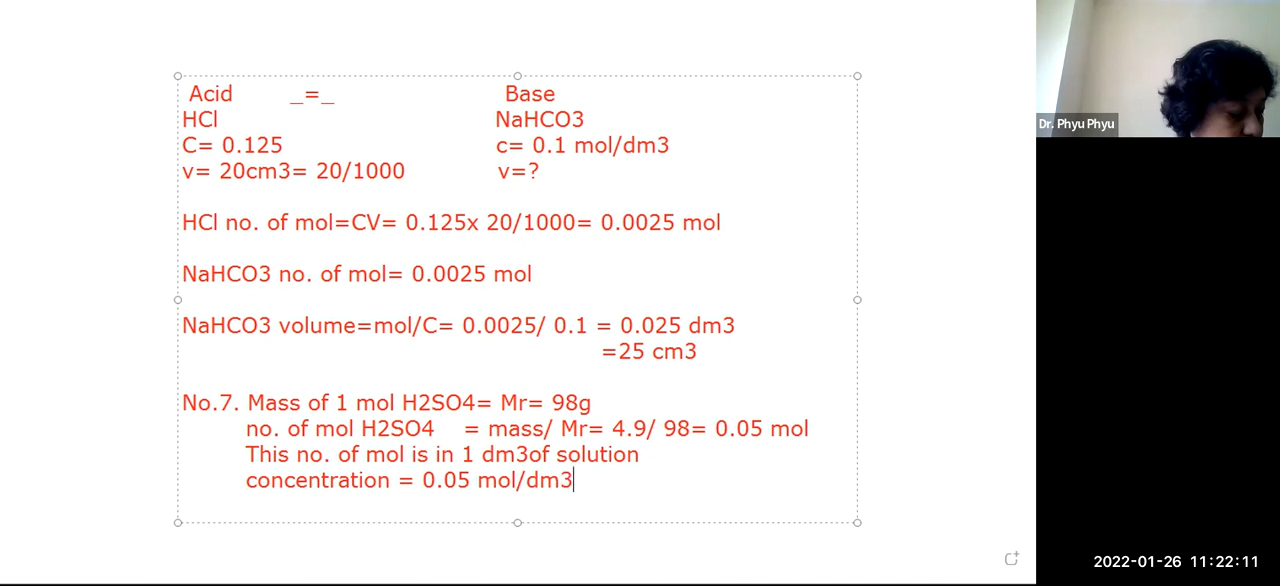 Acid _=_ Base
HCl NaHCO3
C= 0.125 c= 0.1 mol/dm3
v= 20cm3= 20/1000 v=?
HCl no. of mol=CV= 0.125x 20/1000= 0.0025 mol
NaHCO3 no. of mol= 0.0025 mol
NaHCO3 volume=mol/C= 0.0025/ 0.1 = 0.025 dm3
=25 cm3
No.7. Mass of 1 mol H2SO4= Mr= 98g
no. of mol H2SO4 = mass/ Mr= 4.9/ 98= 0.05 mol
This no. of mol is in 1 dm3of solution
concentration = 0.05 mol/dm3
Dr. Phyu Phyu
2022-01-26 11:22:11